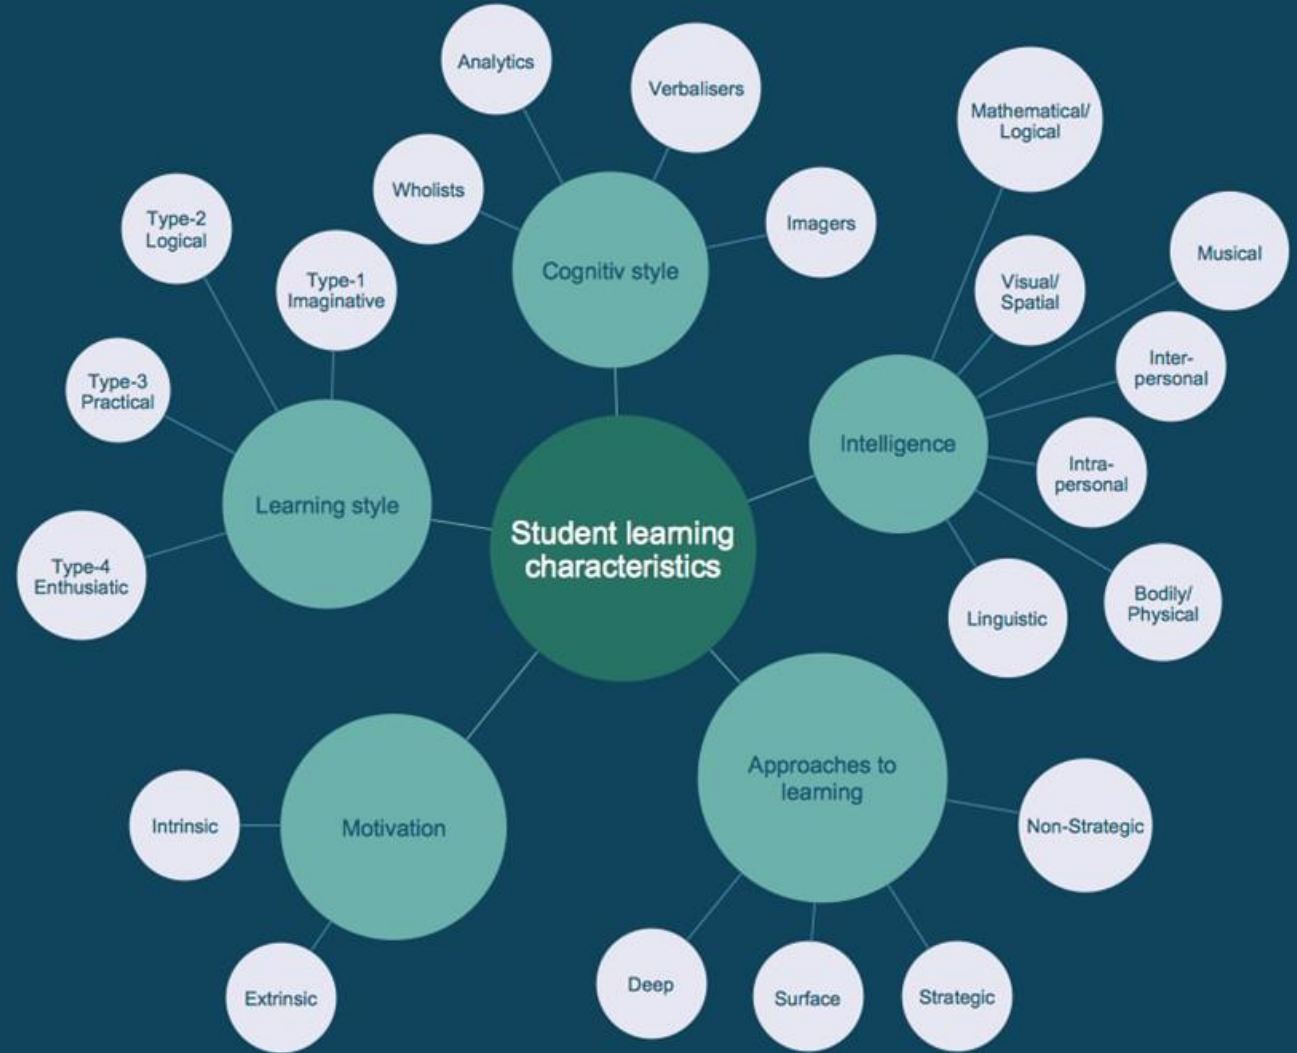 Analytics
Verbalisers
Wholists
Imagers
Cognitiv style
Mathematical/
Logical
Visual/
Spatial
Musical
Inter-
personal
Intra-
personal
Bodily/
Physical
Linguistic
Intelligence
Type-2
Logical
Type-1
Imaginative
Type-3
Practical
Type-4
Enthusiatic
Learning style
Student learning
characteristics
Motivation
Intrinsic
Extrinsic
Approaches to
learning
Non-Strategic
Deep
Surface
Strategic